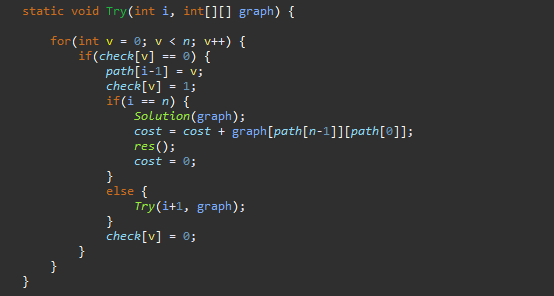 static void Try(int i, int[][] graph) {
for(int v = 0; v < n; v++) {
if(check[v] == 0) {
path[i-1] = v;
check[v] = 1;
if(i == n) {
Solution(graph);
cost = cost + graph[path[n-1]][path[0]];
res();
cost = 0;
}
else {
Try(i+1, graph);
}
check[v] = 0;
}
}
}